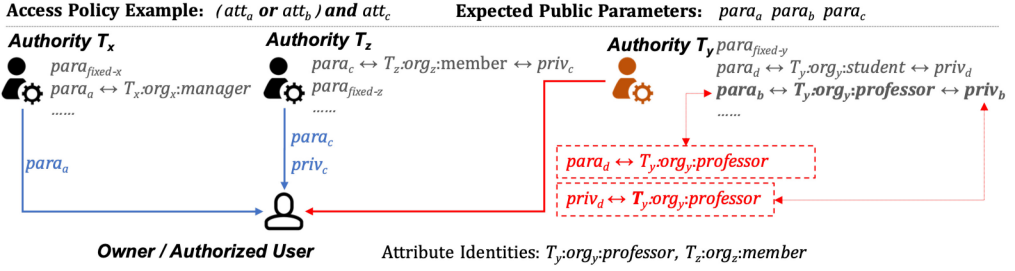 Access Policy Example: (att_a or att_b) and att_c Expected Public Parameters: para_a para_b para_c
Authority T_x Authority T_z Authority T_y para_fixed-y
para_fixed-x para_c ↔ T_z:org_z:member ↔ priv_c para_d ↔ T_y:org_y:student ↔ priv_d
para_a ↔ T_x:org_x:manager para_fixed-z para_b ↔ T_y:org_y:professor ↔ priv_b
...... ...... ......
para_a para_c para_d ↔ T_y:org_y:professor
priv_c priv_d ↔ T_y:org_y:professor
Owner / Authorized User Attribute Identities: T_y:org_y:professor, T_z:org_z:member